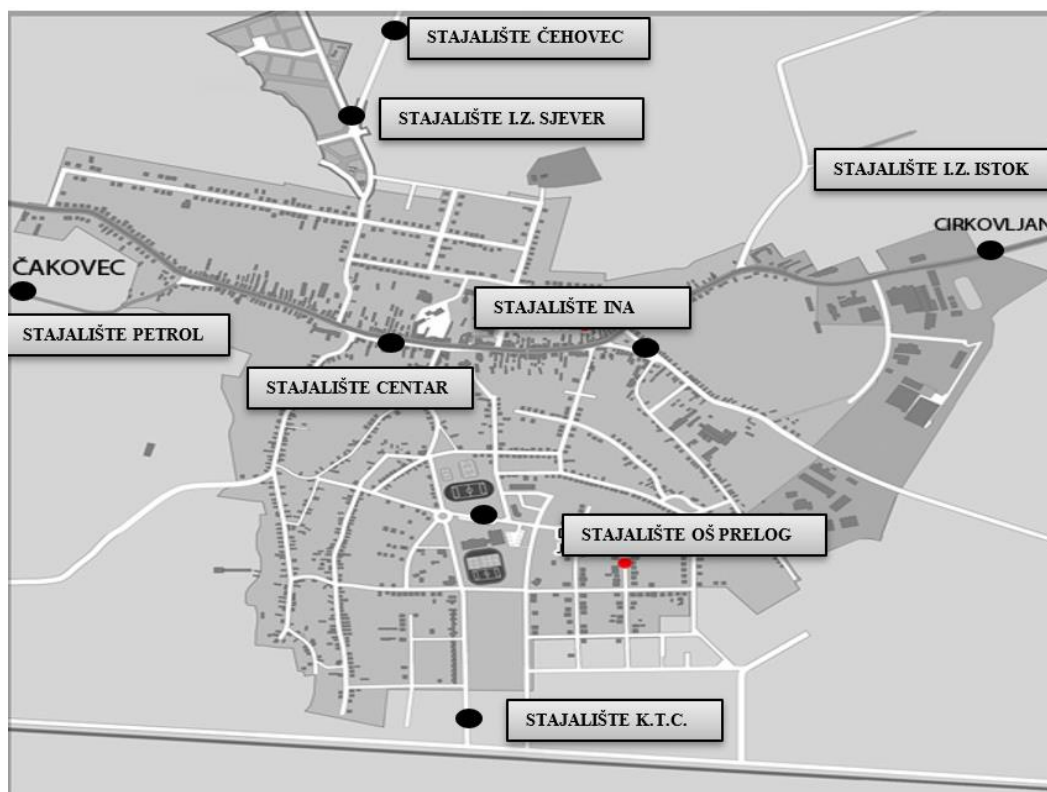 STAJALIŠTE ČEHOVEC
STAJALIŠTE I.Z. SJEVER
STAJALIŠTE I.Z. ISTOK
CIRKOVLJAN
ČAKOVEC
STAJALIŠTE INA
STAJALIŠTE PETROL
STAJALIŠTE CENTAR
STAJALIŠTE OŠ PRELOG
STAJALIŠTE K.T.C.